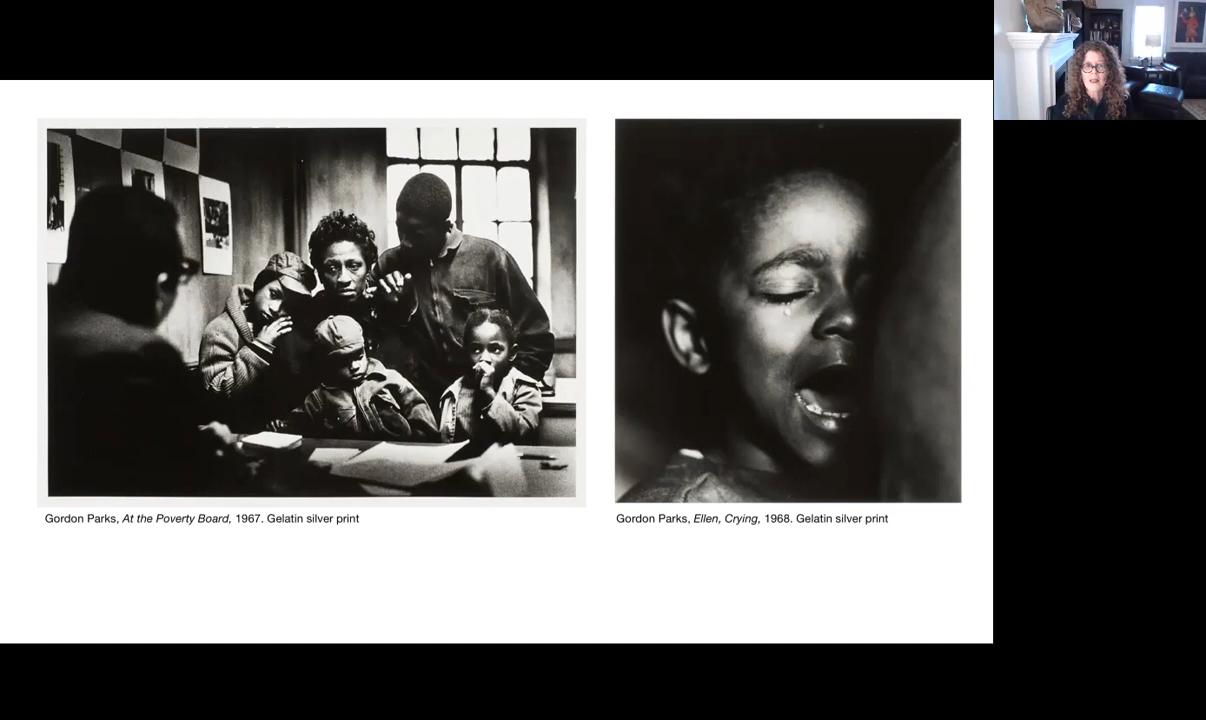 Gordon Parks, At the Poverty Board, 1967. Gelatin silver print
Gordon Parks, Ellen, Crying, 1968. Gelatin silver print